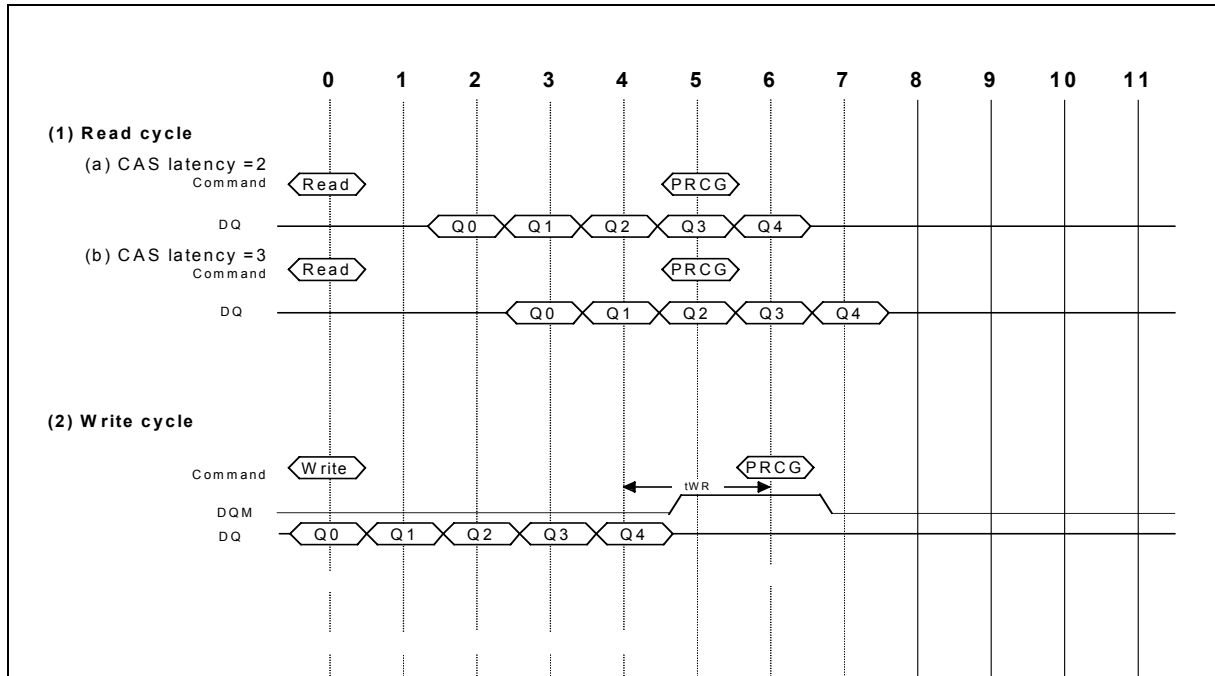 0 1 2 3 4 5 6 7 8 9 10 11
(1) Read cycle
(a) CAS latency =2
Command Read PRCG
DQ Q0 Q1 Q2 Q3 Q4
(b) CAS latency =3
Command Read PRCG
DQ Q0 Q1 Q2 Q3 Q4
(2) Write cycle
Command Write PRCG
tWR
DQM
DQ Q0 Q1 Q2 Q3 Q4